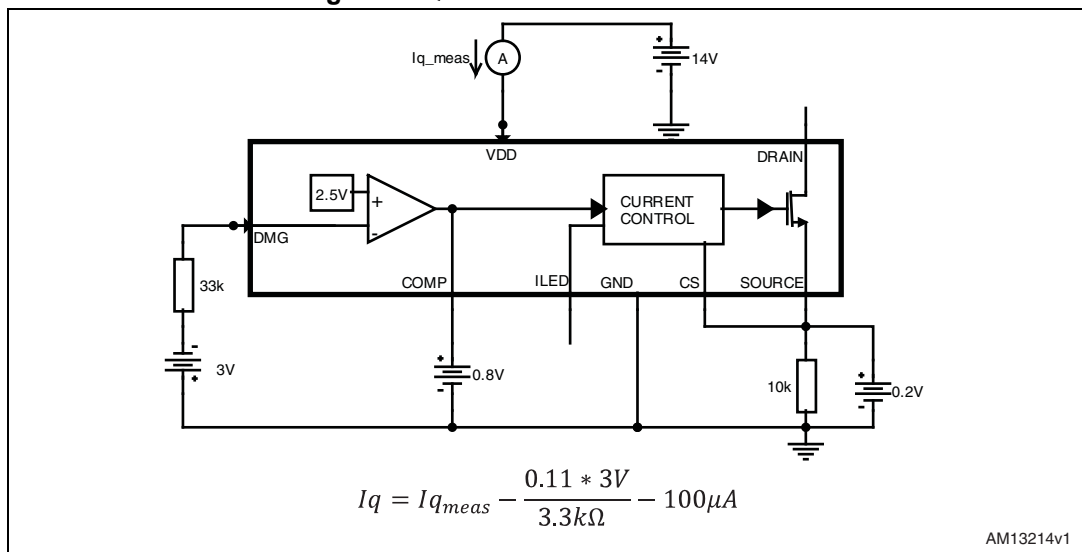 Iq_meas
A
+
-
14V
VDD
DRAIN
2.5V
+
-
CURRENT
CONTROL
DMG
COMP
ILED
GND
CS
SOURCE
33k
-
+
3V
+
-
0.8V
10k
+
-
0.2V
Iq = Iq_meas − (0.11 * 3V)/(3.3kΩ) − 100μA
AM13214v1